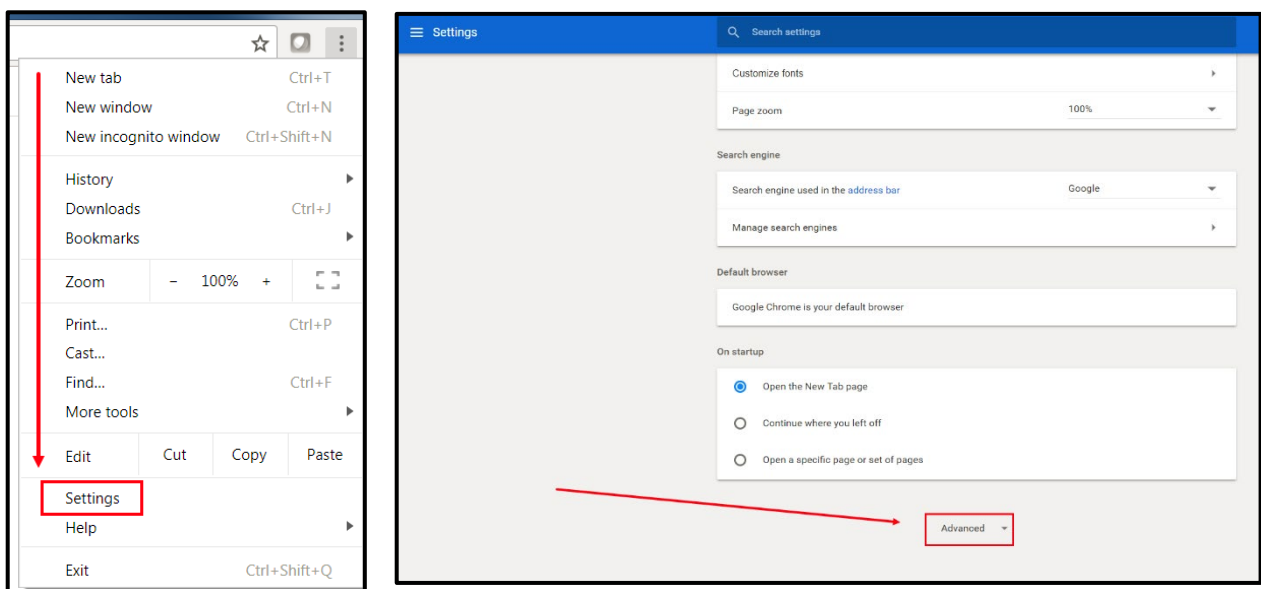 New tab Ctrl+T
New window Ctrl+N
New incognito window Ctrl+Shift+N
History
Downloads Ctrl+J
Bookmarks
Zoom − 100% +
Print... Ctrl+P
Cast...
Find... Ctrl+F
More tools
Edit Cut Copy Paste
Settings
Help
Exit Ctrl+Shift+Q
Settings Search settings
Customize fonts
Page zoom 100%
Search engine
Search engine used in the address bar Google
Manage search engines
Default browser
Google Chrome is your default browser
On startup
Open the New Tab page
Continue where you left off
Open a specific page or set of pages
Advanced